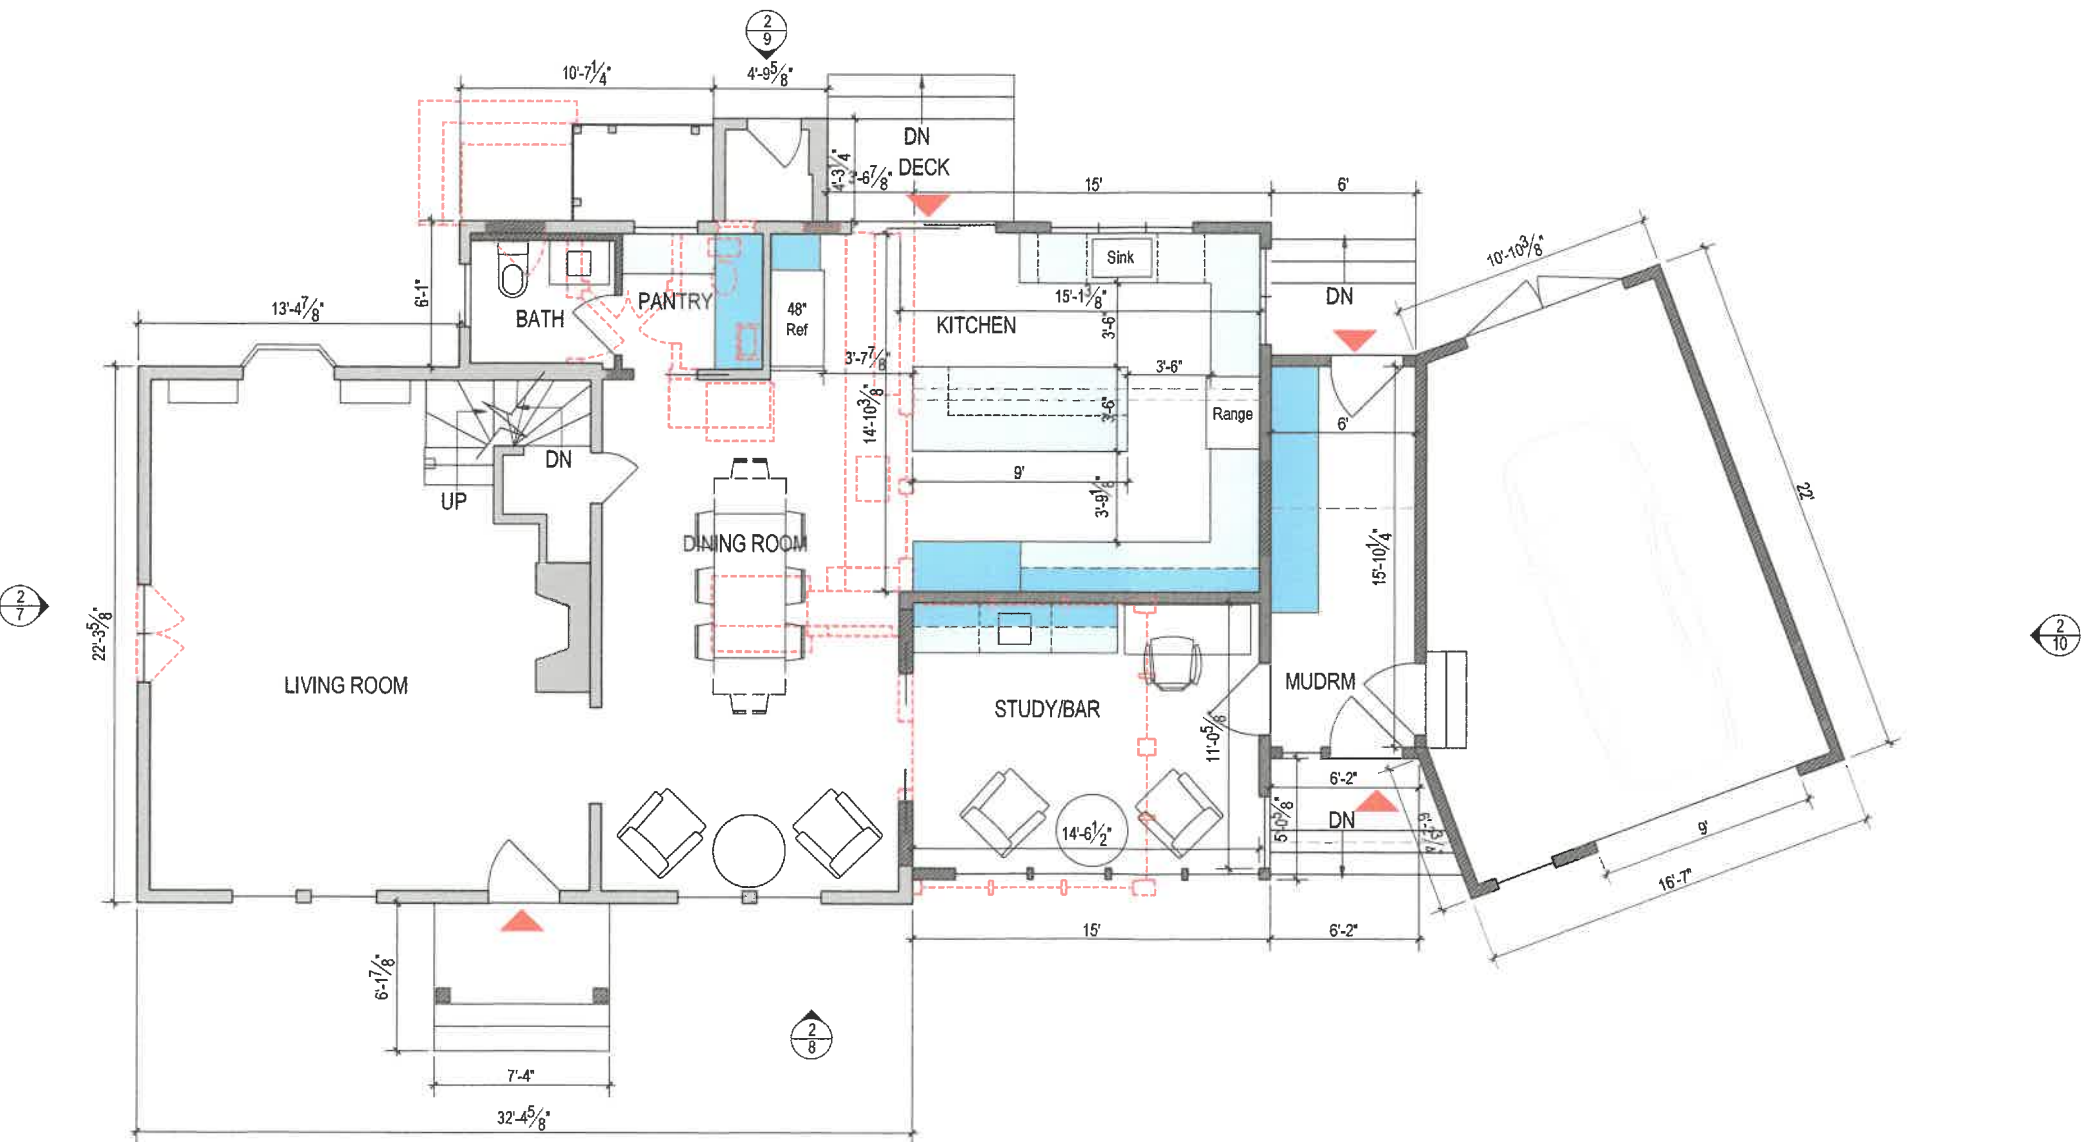 2
9
10'-7 1/4"
4'-9 5/8"
DN
DECK
4'-3 1/4"
'-6 7/8"
15'
6'
10'-10 3/8"
Sink
48"
Ref
15'-1 3/8"
KITCHEN
DN
6'-1"
BATH
PANTRY
13'-4 7/8"
3'-6"
3'-7 7/8"
3'-6"
14'-10 3/8"
3'-6"
Range
6'
DN
UP
9'
3'-9 1/8"
22'
DINING ROOM
15'-10 1/4"
2
7
22'-3 5/8"
2
10
LIVING ROOM
STUDY/BAR
MUDRM
11'-0 5/8"
6'-2"
14'-6 1/2"
5'-0 5/8"
DN
9'
16'-7"
15'
6'-2"
6'-1 7/8"
2
8
7'-4"
32'-4 5/8"